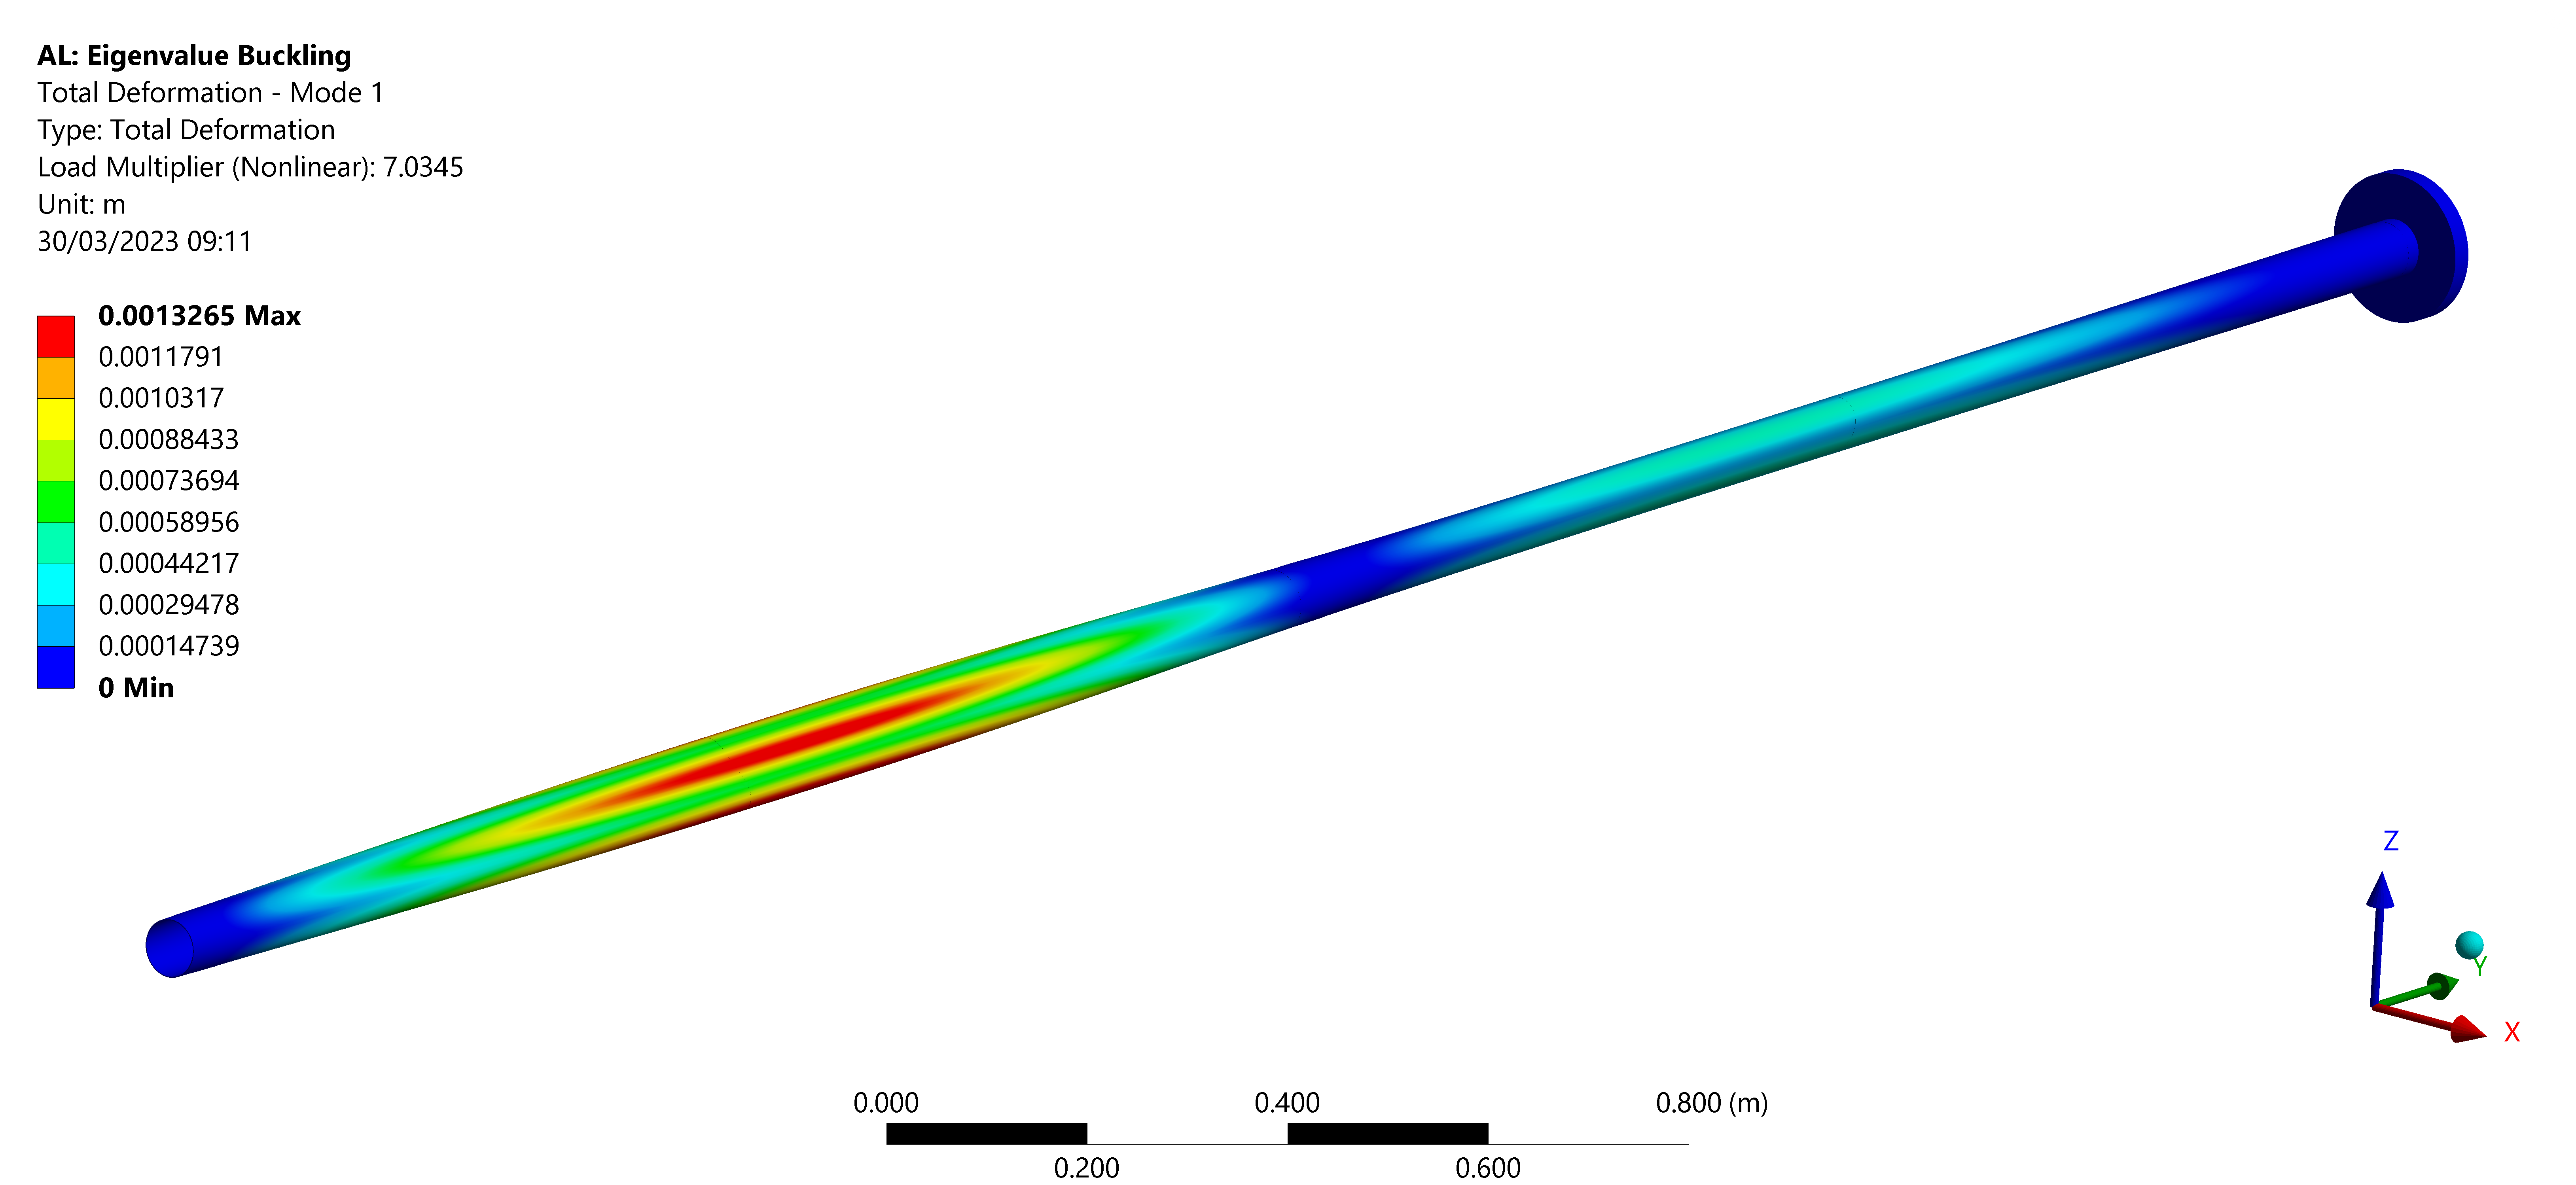 AL: Eigenvalue Buckling
Total Deformation - Mode 1
Type: Total Deformation
Load Multiplier (Nonlinear): 7.0345
Unit: m
30/03/2023 09:11
0.0013265 Max
0.0011791
0.0010317
0.00088433
0.00073694
0.00058956
0.00044217
0.00029478
0.00014739
0 Min
Z
Y
X
0.000 0.400 0.800 (m)
0.200 0.600